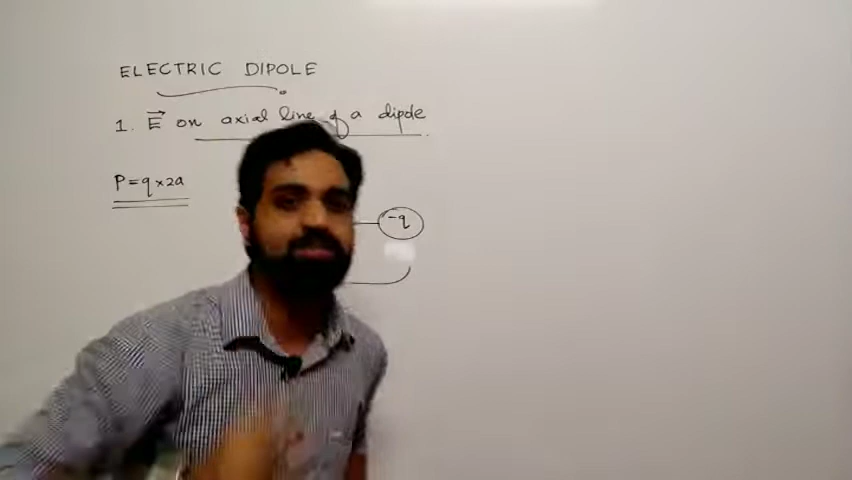 ELECTRIC DIPOLE
1. E on axial line of a dipole
P=q×2a
-q